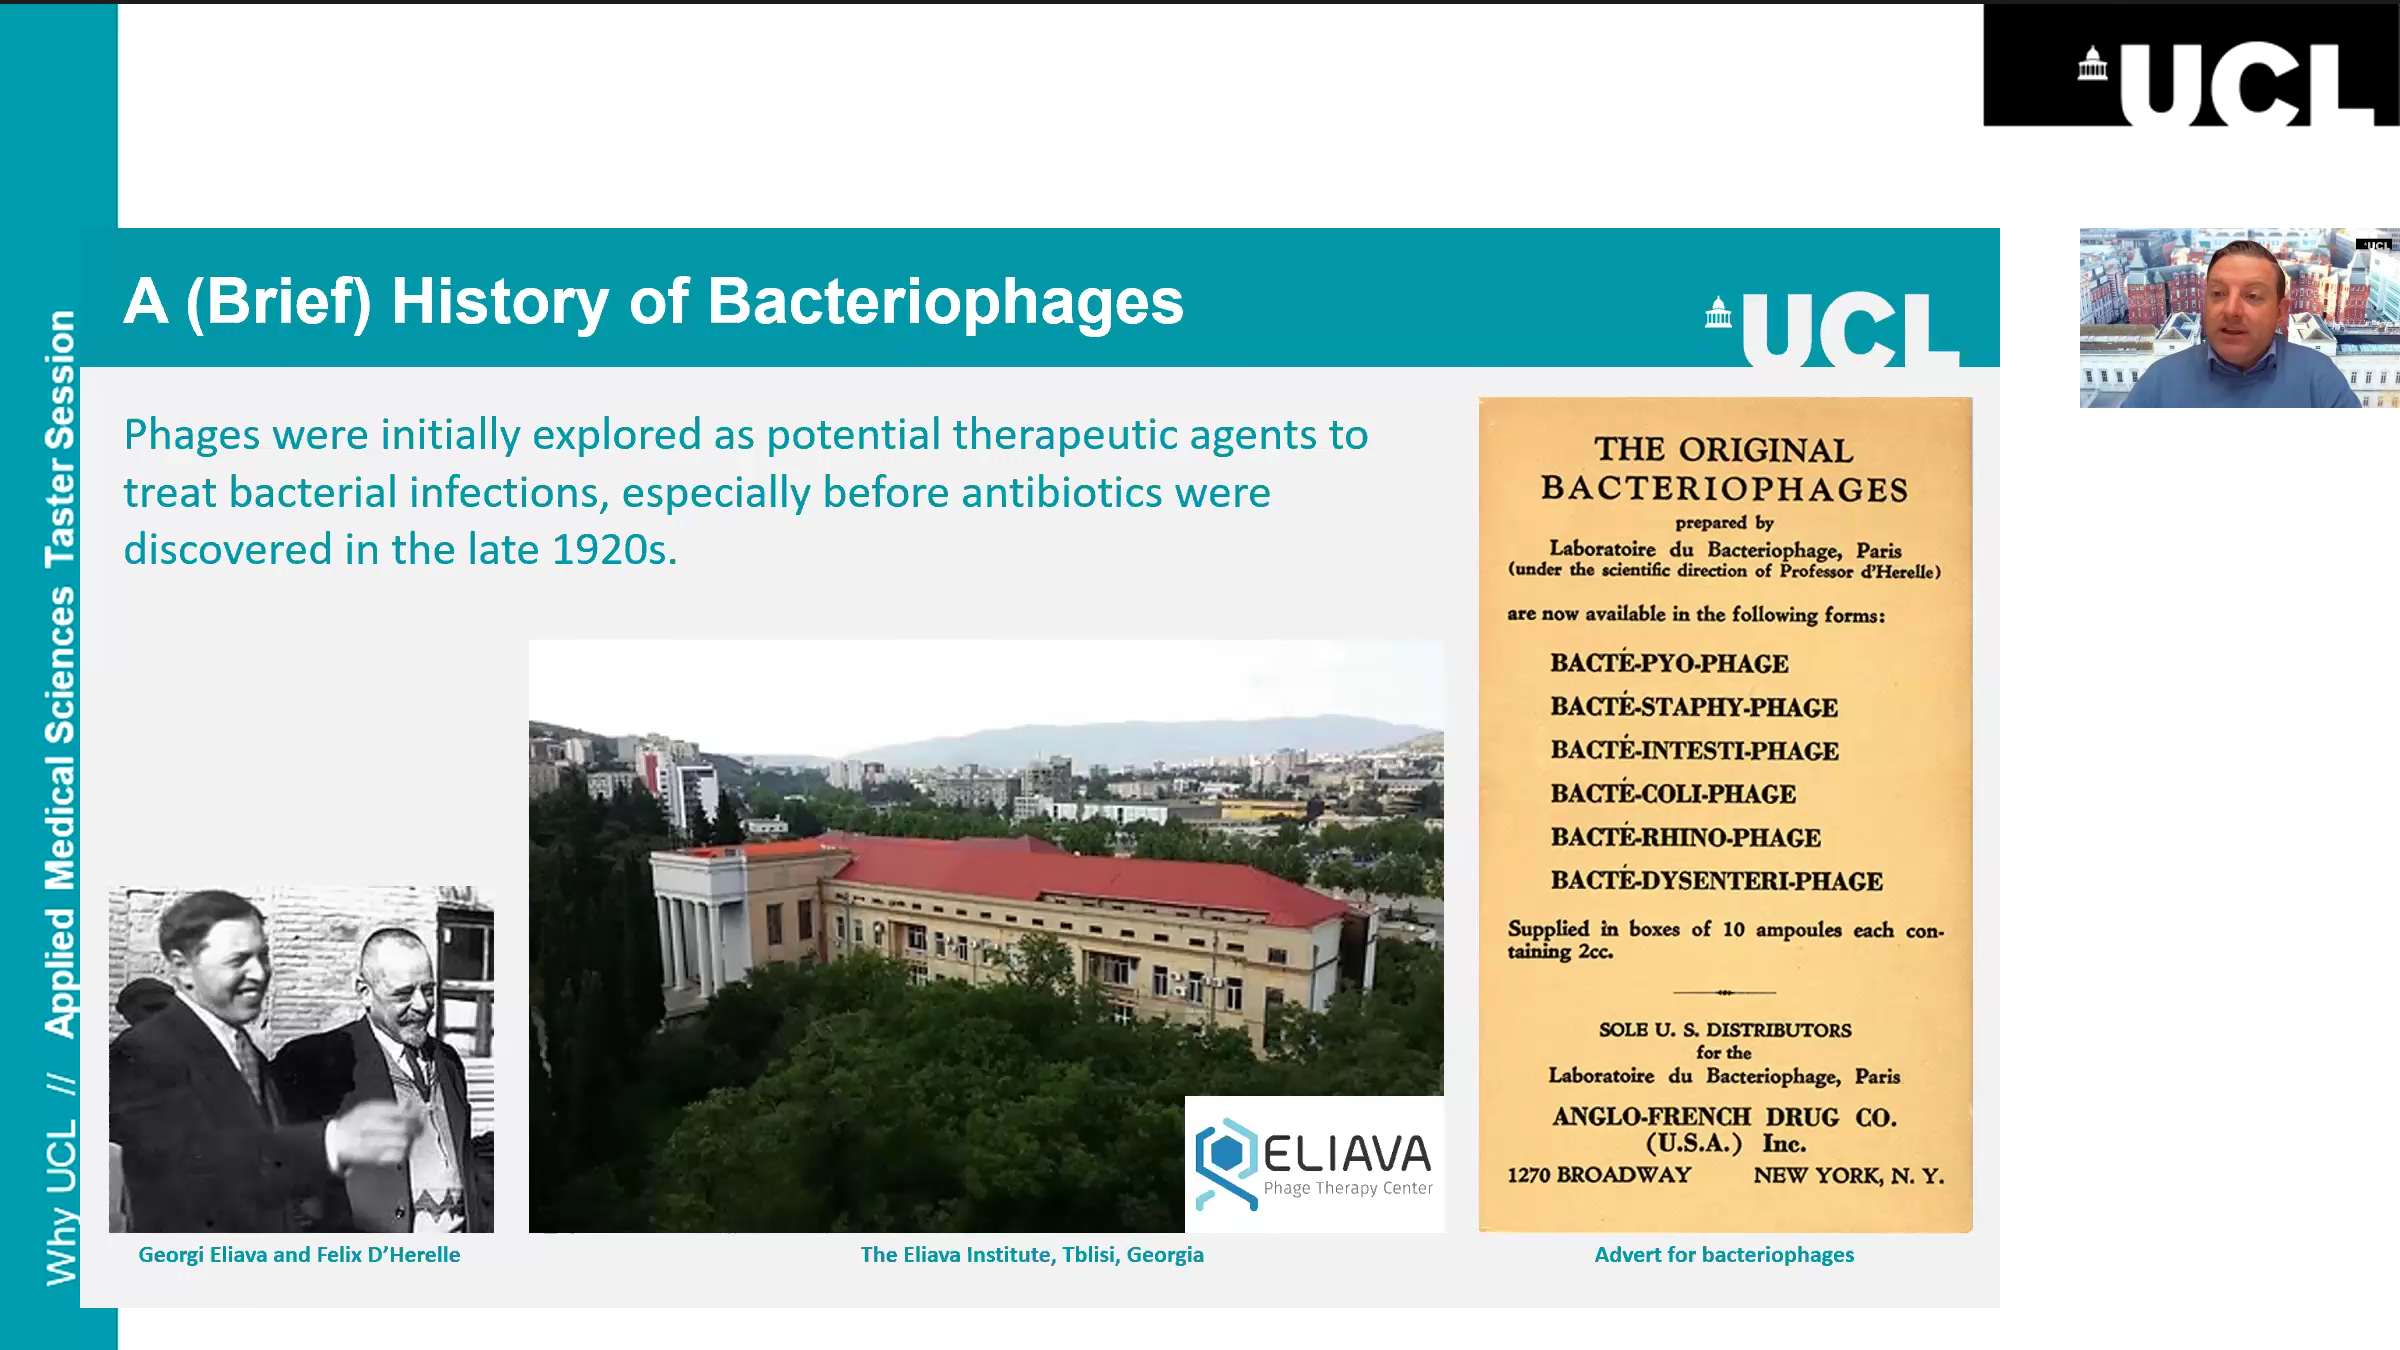 UCL
UCL
Why UCL // Applied Medical Sciences Taster Session
A (Brief) History of Bacteriophages
UCL
Phages were initially explored as potential therapeutic agents to
treat bacterial infections, especially before antibiotics were
discovered in the late 1920s.
ELIAVA
Phage Therapy Center
Georgi Eliava and Felix D’Herelle
The Eliava Institute, Tblisi, Georgia
THE ORIGINAL
BACTERIOPHAGES
prepared by
Laboratoire du Bacteriophage, Paris
(under the scientific direction of Professor d'Herelle)
are now available in the following forms:
BACTÉ-PYO-PHAGE
BACTÉ-STAPHY-PHAGE
BACTÉ-INTESTI-PHAGE
BACTÉ-COLI-PHAGE
BACTÉ-RHINO-PHAGE
BACTÉ-DYSENTERI-PHAGE
Supplied in boxes of 10 ampoules each con-
taining 2cc.
SOLE U. S. DISTRIBUTORS
for the
Laboratoire du Bacteriophage, Paris
ANGLO-FRENCH DRUG CO.
(U.S.A.) Inc.
1270 BROADWAY NEW YORK, N. Y.
Advert for bacteriophages